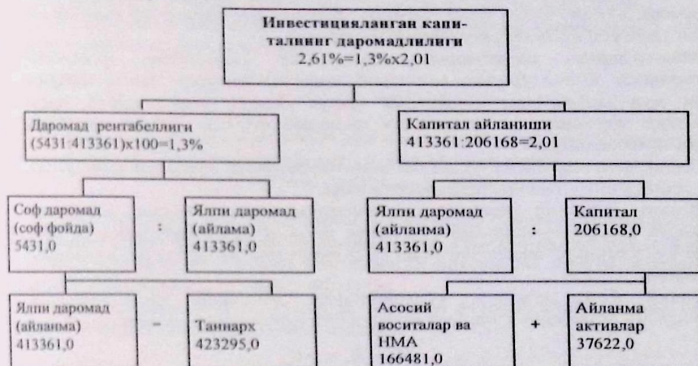 Инвестицияланган капи-
талнинг даромадлилиги
2,61%=1,3%x2,01
Даромад рентабеллиги
(5431:413361)x100=1,3%
Капитал айланиши
413361:206168=2,01
Соф даромад
(соф фойда)
5431,0
:
Ялпи даромад
(айлама)
413361,0
Ялпи даромад
(айланма)
413361,0
:
Капитал
206168,0
Ялпи даромад
(айланма)
413361,0
-
Таннарх
423295,0
Асосий
воситалар ва
НМА
166481,0
+
Айланма
активлар
37622,0